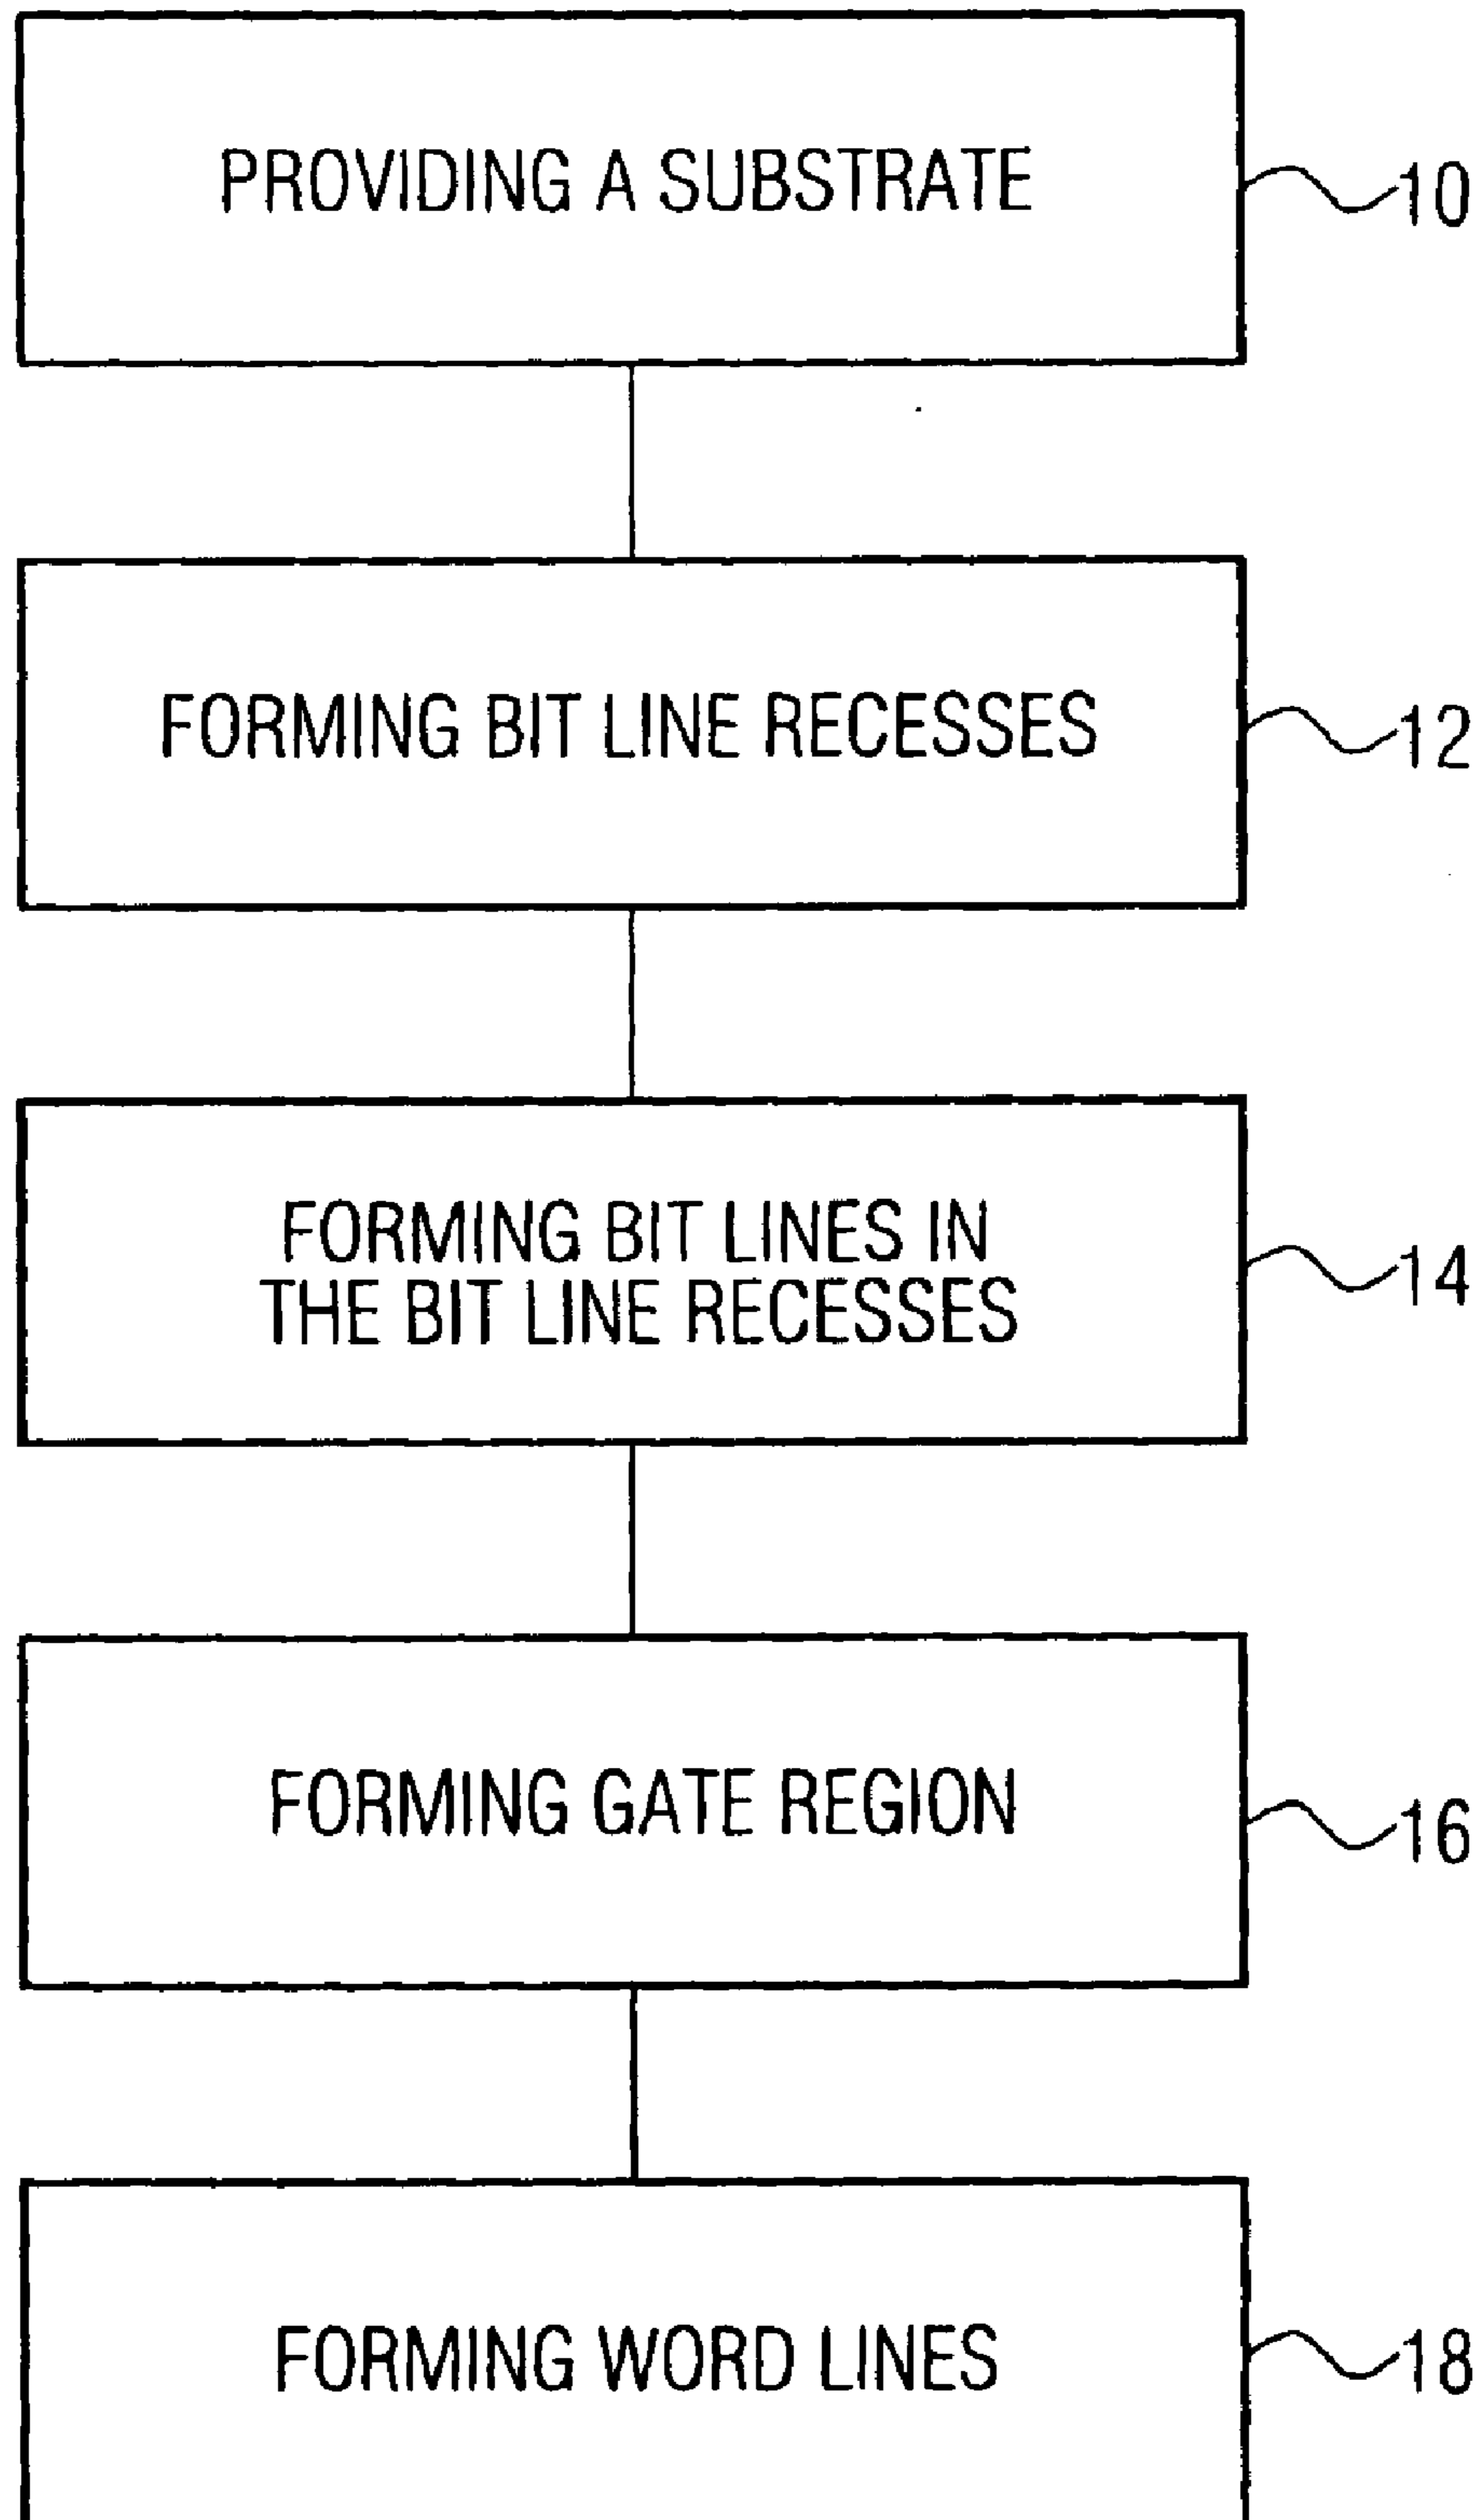 PROVIDING A SUBSTRATE
10
FORMING BIT LINE RECESSES
12
FORMING BIT LINES IN
THE BIT LINE RECESSES
14
FORMING GATE REGION
16
FORMING WORD LINES
18